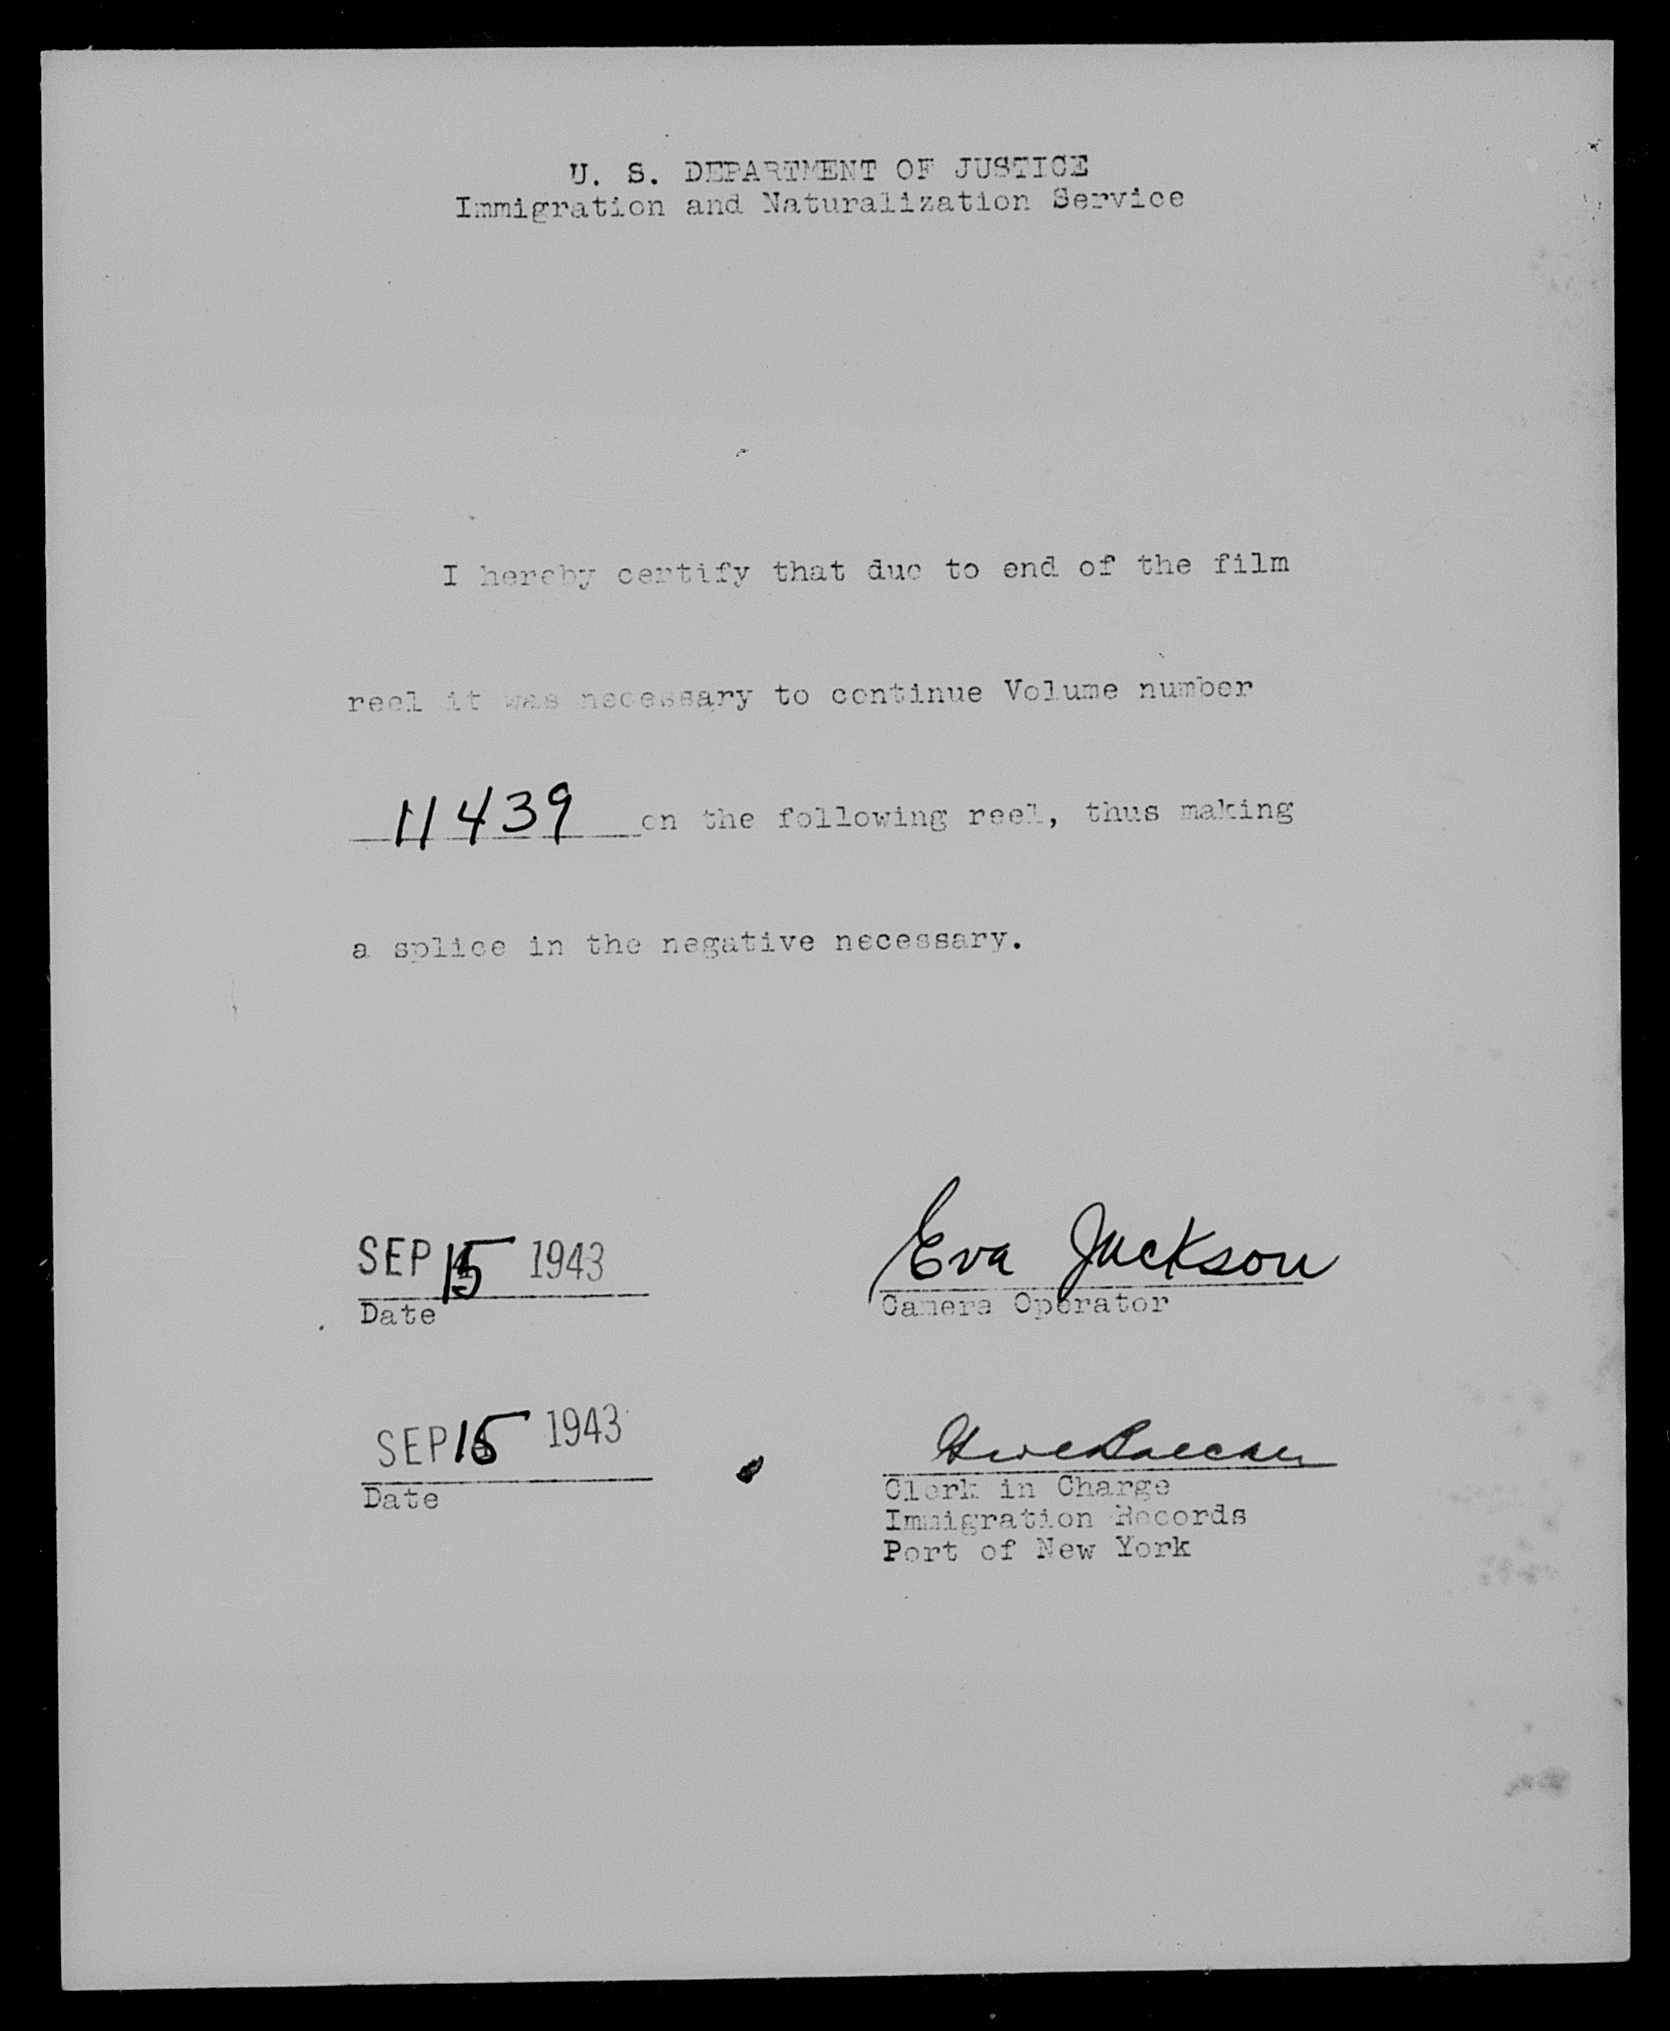 U. S. DEPARTMENT OF JUSTICE
Immigration and Naturalization Service
I hereby certify that due to end of the film
reel it was necessary to continue Volume number
11439 on the following reel, thus making
a splice in the negative necessary.
SEP 15 1943
Eva Jackson
Date
Camera Operator
SEP 15 1943
Date
Clerk in Charge
Immigration Records
Port of New York